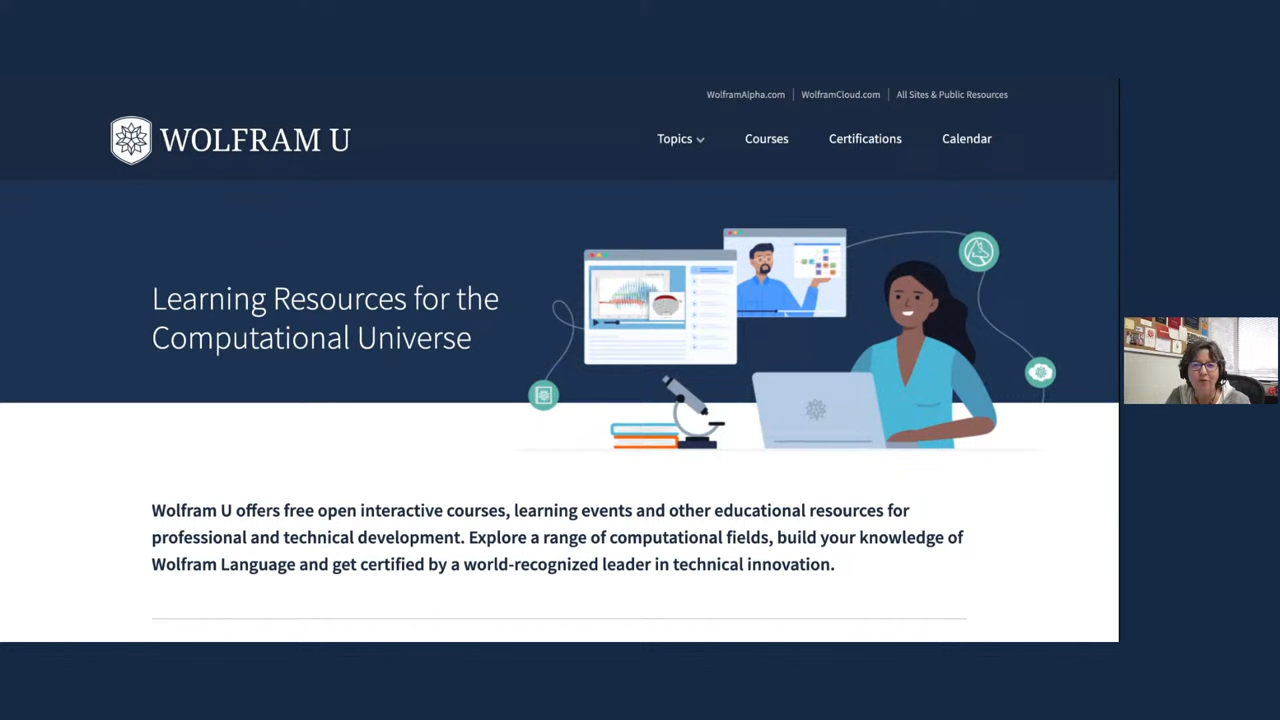 WolframAlpha.com | WolframCloud.com | All Sites & Public Resources
WOLFRAM U
Topics Courses Certifications Calendar
Learning Resources for the
Computational Universe
Wolfram U offers free open interactive courses, learning events and other educational resources for
professional and technical development. Explore a range of computational fields, build your knowledge of
Wolfram Language and get certified by a world-recognized leader in technical innovation.